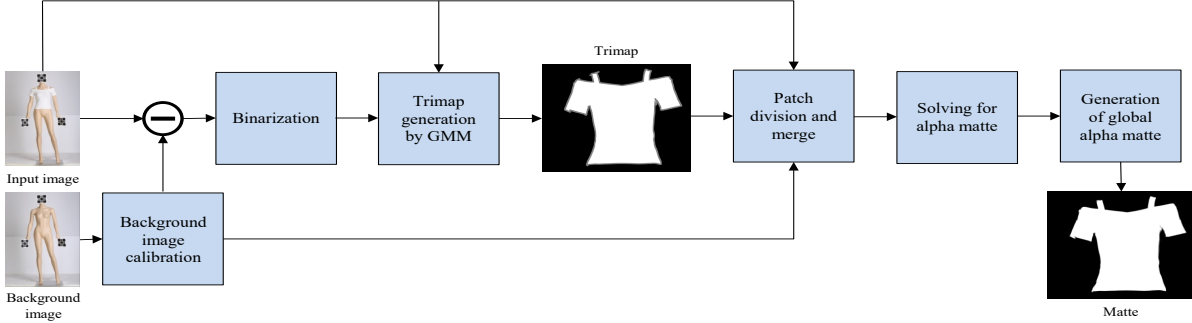 Trimap
Binarization
Trimap
generation
by GMM
Patch
division and
merge
Solving for
alpha matte
Generation
of global
alpha matte
Input image
Background
image
calibration
Background
image
Matte